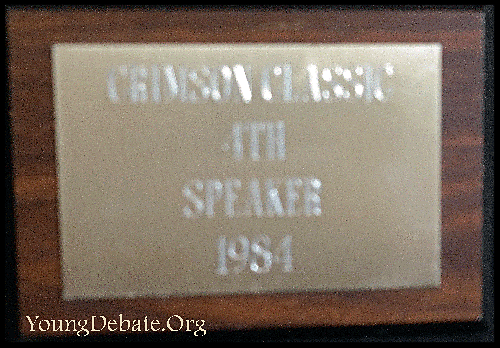 CRIMSON CLASSIC
4TH
SPEAKER
1984
YoungDebate.Org